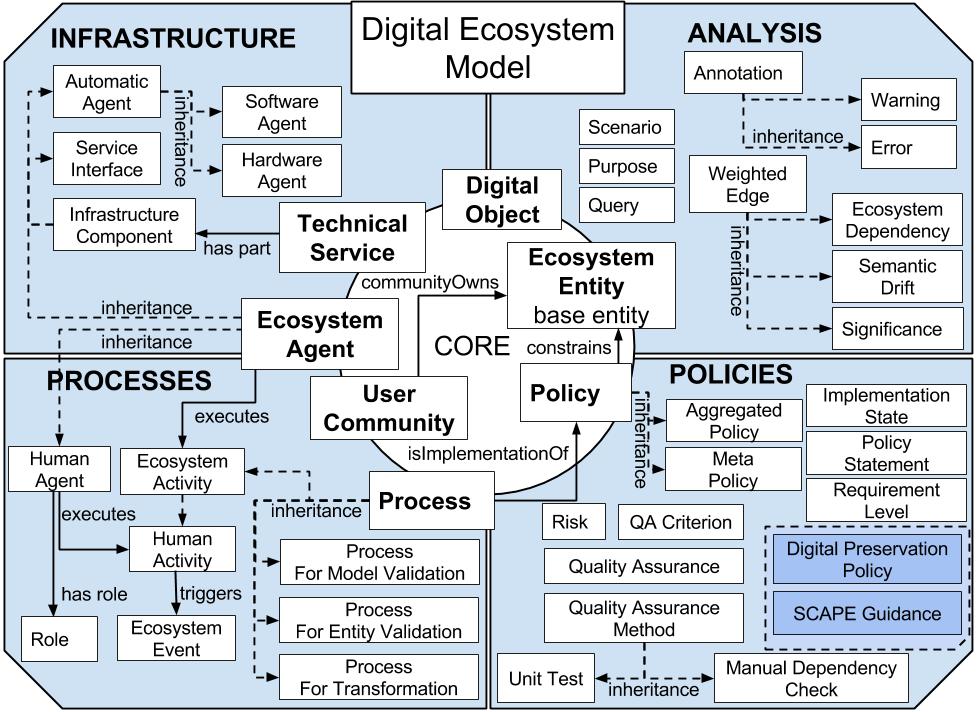 Digital Ecosystem
Model
INFRASTRUCTURE
Automatic
Agent
inheritance
Software
Agent
Hardware
Agent
Service
Interface
Infrastructure
Component
has part
Technical
Service
inheritance
inheritance
Ecosystem
Agent
ANALYSIS
Annotation
Warning
inheritance
Error
Scenario
Purpose
Query
Weighted
Edge
inheritance
Ecosystem
Dependency
Semantic
Drift
Significance
Digital
Object
Ecosystem
Entity
base entity
communityOwns
CORE
constrains
User
Community
Policy
isImplementationOf
Process
PROCESSES
executes
Human
Agent
Ecosystem
Activity
inheritance
executes
Human
Activity
has role
triggers
Role
Ecosystem
Event
Process
For Model Validation
Process
For Entity Validation
Process
For Transformation
POLICIES
inheritance
Aggregated
Policy
Meta
Policy
Implementation
State
Policy
Statement
Requirement
Level
Risk
QA Criterion
Quality Assurance
Quality Assurance
Method
Digital Preservation
Policy
SCAPE Guidance
Unit Test
inheritance
Manual Dependency
Check